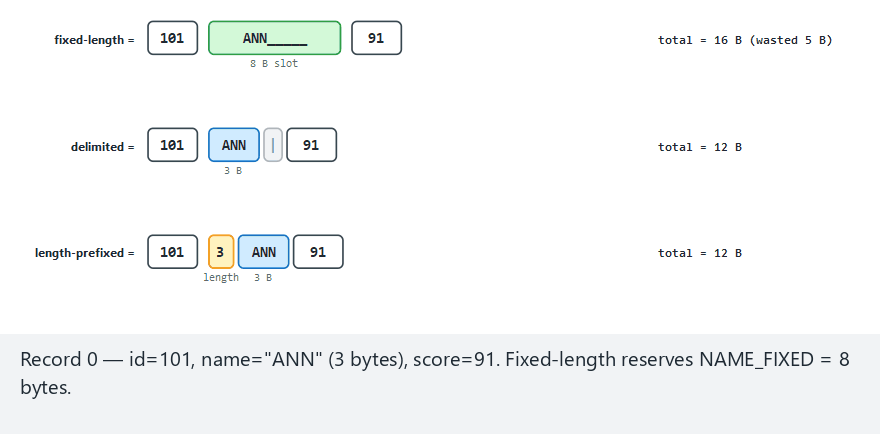 fixed-length = 101 ANN_____ 91 total = 16 B (wasted 5 B)
8 B slot
delimited = 101 ANN | 91 total = 12 B
3 B
length-prefixed = 101 3 ANN 91 total = 12 B
length 3 B
Record 0 — id=101, name="ANN" (3 bytes), score=91. Fixed-length reserves NAME_FIXED = 8
bytes.